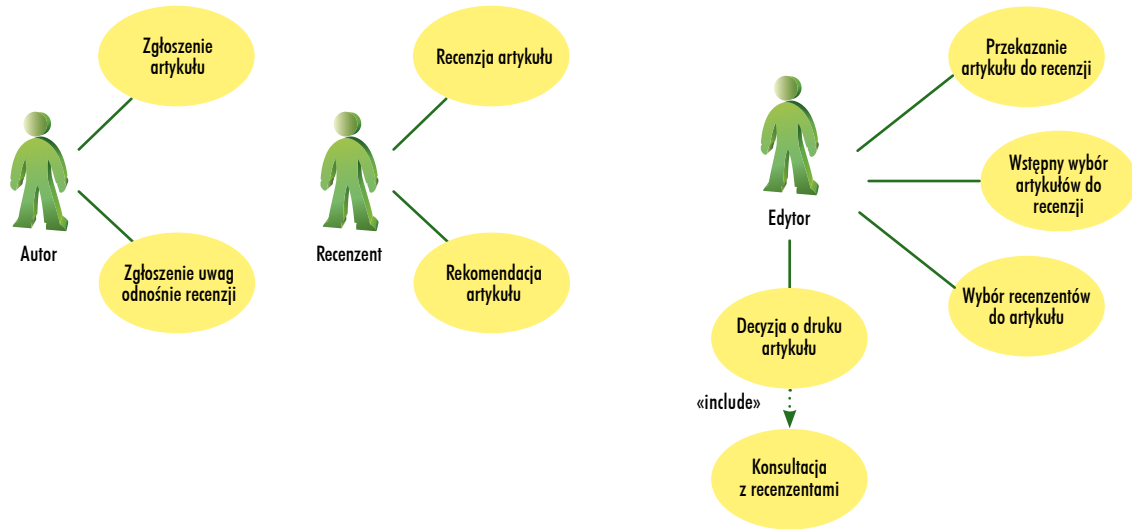 Zgłoszenie
artykułu
Autor
Zgłoszenie uwag
odnośnie recenzji
Recenzja artykułu
Recenzent
Rekomendacja
artykułu
Przekazanie
artykułu do recenzji
Wstępny wybór
artykułów do
recenzji
Edytor
Wybór recenzentów
do artykułu
Decyzja o druku
artykułu
«include»
Konsultacja
z recenzentami